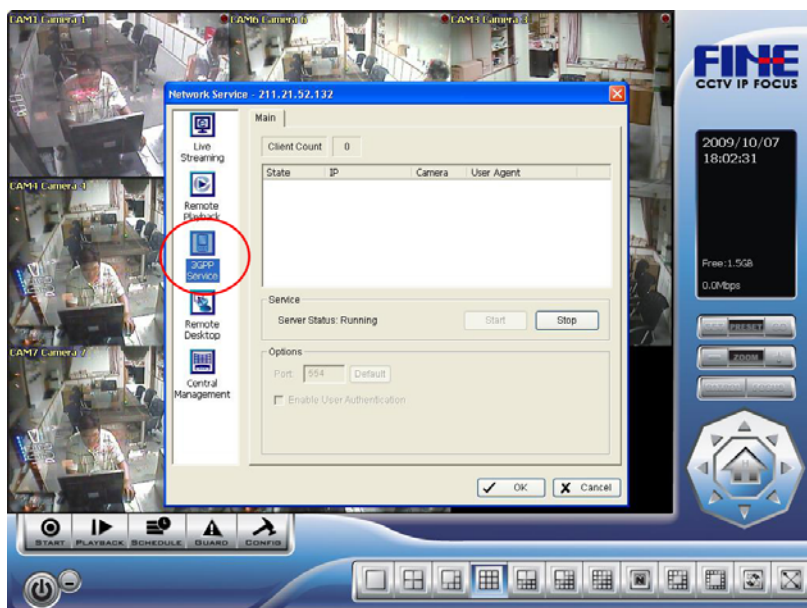 CAM1 Camera 1
CAM6 Camera 6
CAM3 Camera 3
FINE
CCTV IP FOCUS
Network Service - 211.21.52.132
Main
Live
Streaming
Client Count 0
State IP Camera User Agent
2009/10/07
18:02:31
CAM4 Camera 4
Remote
Playback
3GPP
Service
Free:1.5GB
0.0Mbps
Service
Server Status: Running
Start
Stop
Remote
Desktop
PRESET
GO
ZOOM
CAM7 Camera 7
Options
Port: 554 Default
Enable User Authentication
Central
Management
H
OK
Cancel
START PLAYBACK SCHEDULE GUARD CONFIG
N